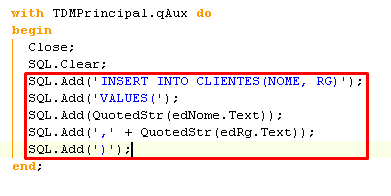 with TDMPrincipal.qAux do
begin
Close;
SQL.Clear;
SQL.Add('INSERT INTO CLIENTES(NOME, RG)');
SQL.Add('VALUES(');
SQL.Add(QuotedStr(edNome.Text));
SQL.Add(',' + QuotedStr(edRg.Text));
SQL.Add(')');
end;